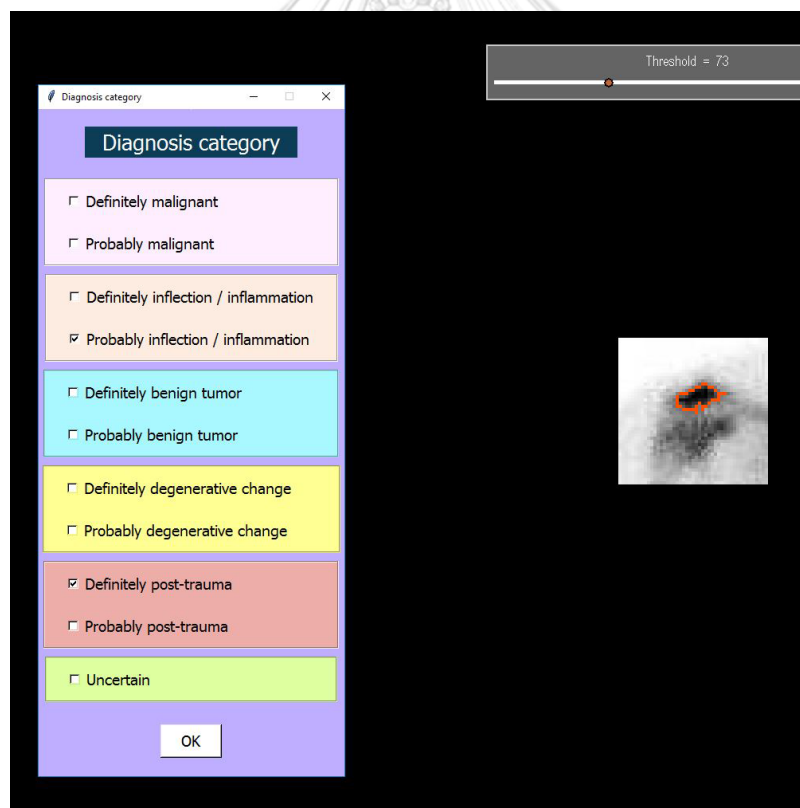 Threshold = 73
Diagnosis category
Diagnosis category
Definitely malignant
Probably malignant
Definitely inflection / inflammation
Probably inflection / inflammation
Definitely benign tumor
Probably benign tumor
Definitely degenerative change
Probably degenerative change
Definitely post-trauma
Probably post-trauma
Uncertain
OK